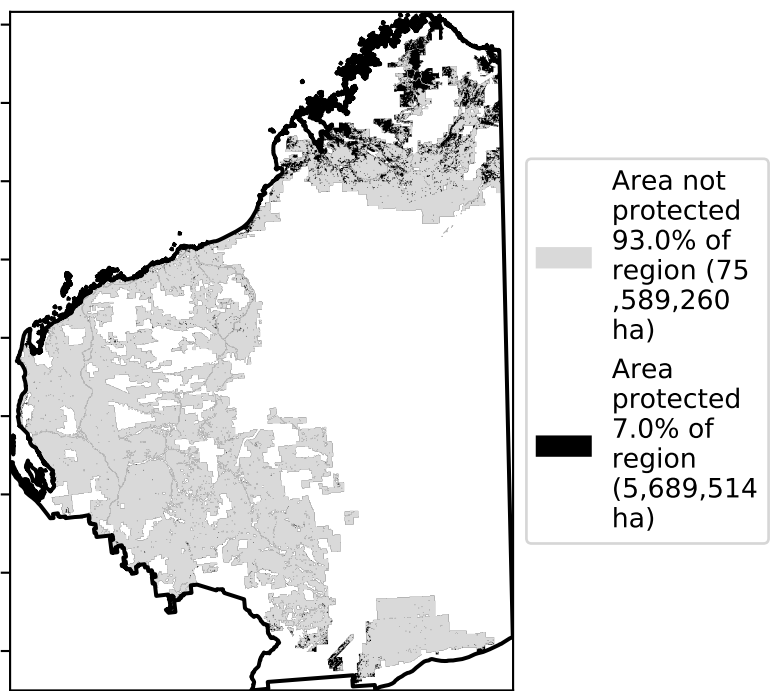 Area not
protected
93.0% of
region (75
,589,260
ha)
Area
protected
7.0% of
region
(5,689,514
ha)